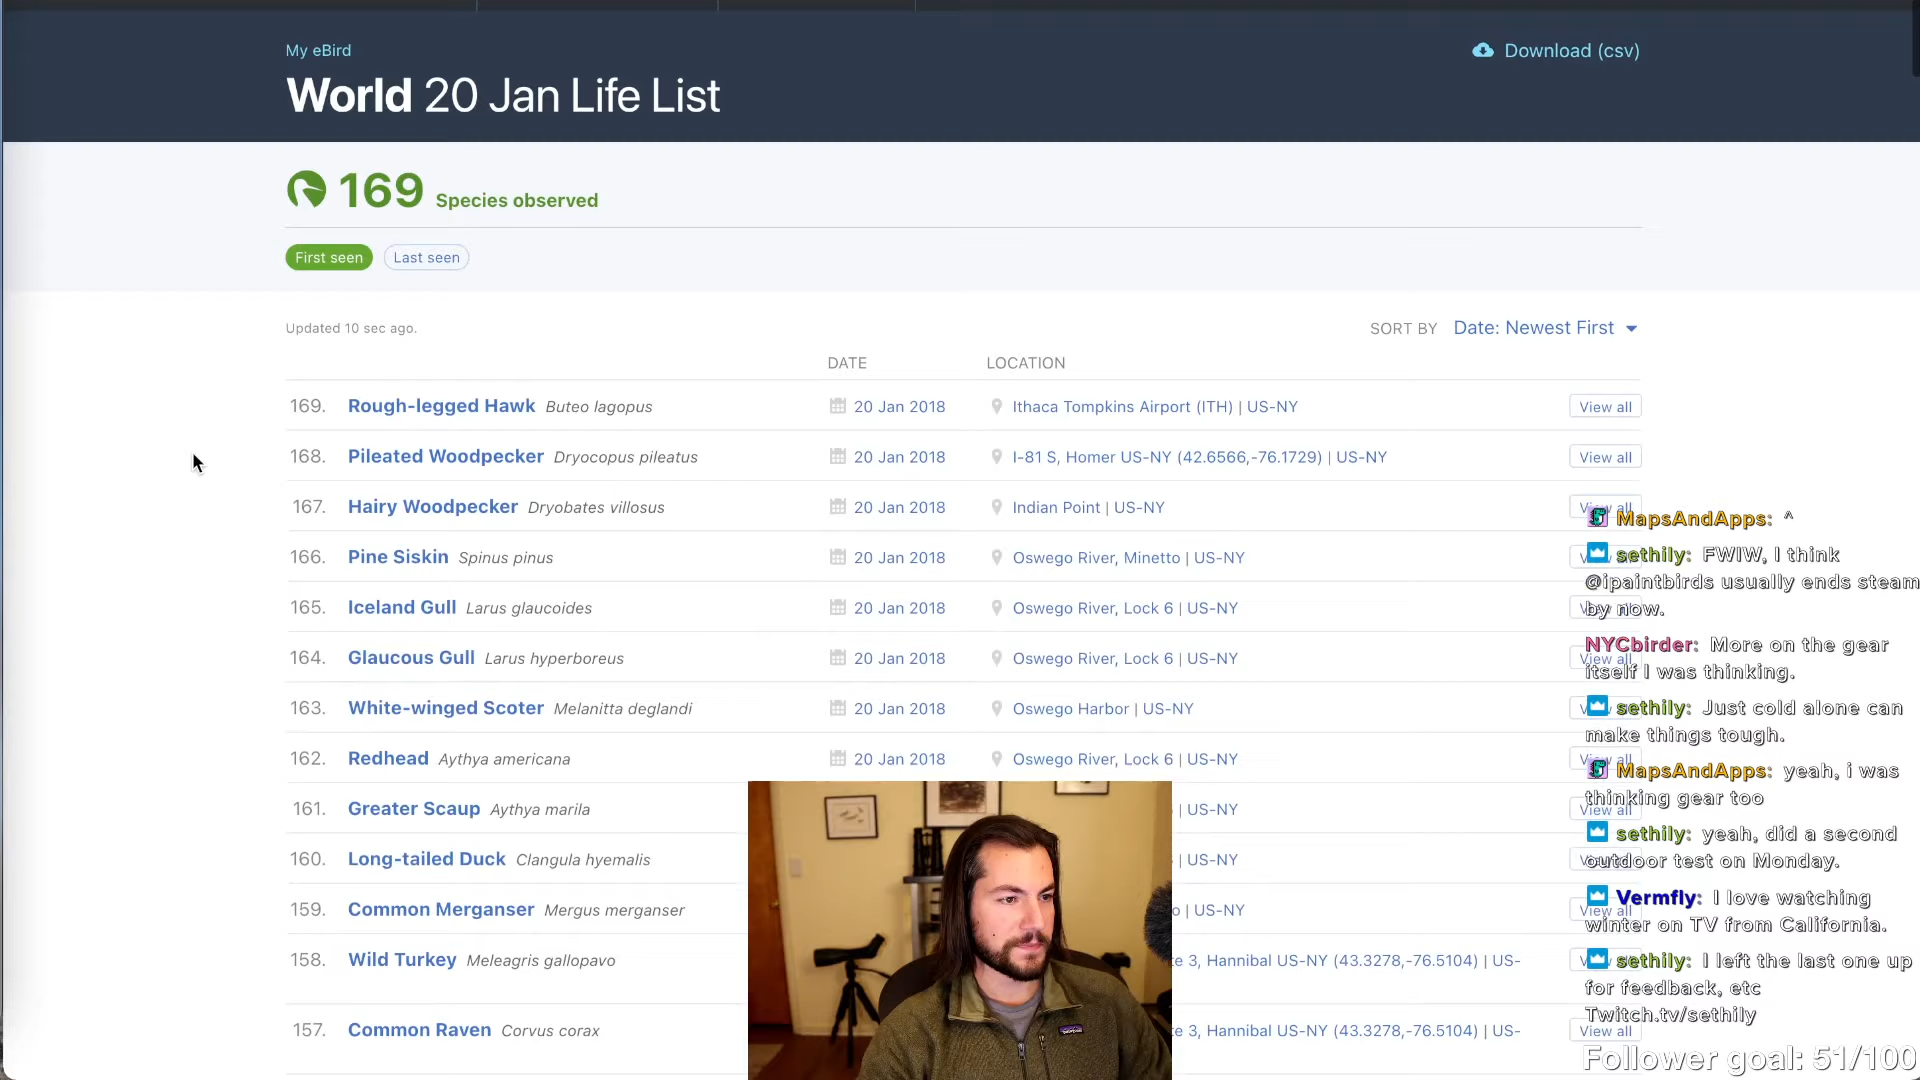 My eBird
Download (csv)
World 20 Jan Life List
169 Species observed
First seen Last seen
Updated 10 sec ago.
SORT BY Date: Newest First
DATE LOCATION
169. Rough-legged Hawk Buteo lagopus 20 Jan 2018 Ithaca Tompkins Airport (ITH) | US-NY View all
168. Pileated Woodpecker Dryocopus pileatus 20 Jan 2018 I-81 S, Homer US-NY (42.6566,-76.1729) | US-NY View all
167. Hairy Woodpecker Dryobates villosus 20 Jan 2018 Indian Point | US-NY View all
166. Pine Siskin Spinus pinus 20 Jan 2018 Oswego River, Minetto | US-NY
165. Iceland Gull Larus glaucoides 20 Jan 2018 Oswego River, Lock 6 | US-NY
164. Glaucous Gull Larus hyperboreus 20 Jan 2018 Oswego River, Lock 6 | US-NY View all
163. White-winged Scoter Melanitta deglandi 20 Jan 2018 Oswego Harbor | US-NY
162. Redhead Aythya americana 20 Jan 2018 Oswego River, Lock 6 | US-NY
161. Greater Scaup Aythya marila | US-NY View all
160. Long-tailed Duck Clangula hyemalis | US-NY
159. Common Merganser Mergus merganser | US-NY View all
158. Wild Turkey Meleagris gallopavo te 3, Hannibal US-NY (43.3278,-76.5104) | US-
157. Common Raven Corvus corax te 3, Hannibal US-NY (43.3278,-76.5104) | US- View all
MapsAndApps: ^
sethily: FWIW, I think
@ipaintbirds usually ends steam
by now.
NYCbirder: More on the gear
itself I was thinking.
sethily: Just cold alone can
make things tough.
MapsAndApps: yeah, i was
thinking gear too
sethily: yeah, did a second
outdoor test on Monday.
Vermfly: I love watching
winter on TV from California.
sethily: I left the last one up
for feedback, etc
Twitch.tv/sethily
Follower goal: 51/100
patagonia